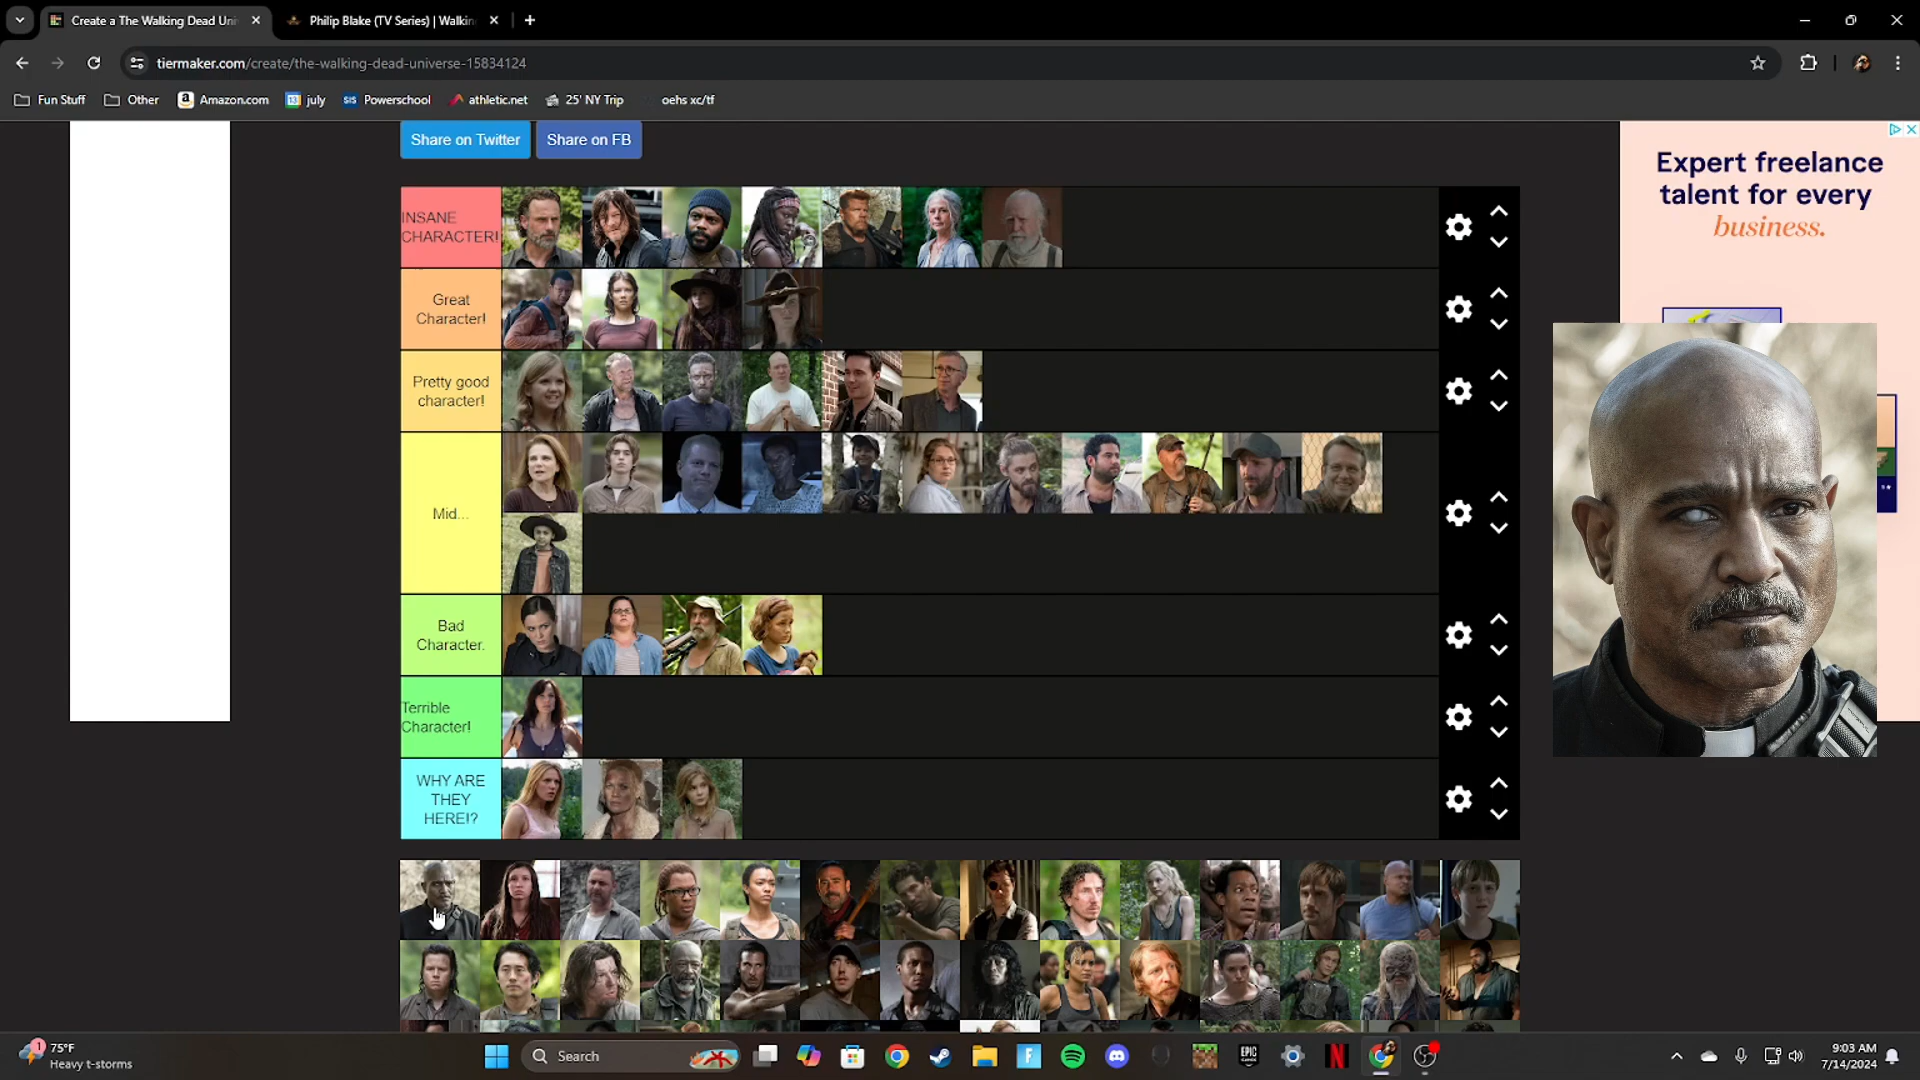 Create a The Walking Dead Uni
Philip Blake (TV Series) | Walkin
tiermaker.com/create/the-walking-dead-universe-15834124
Fun Stuff
Other
Amazon.com
july
Powerschool
athletic.net
25' NY Trip
oehs xc/tf
Share on Twitter
Share on FB
Expert freelance
talent for every
business.
INSANE
CHARACTER!
Great
Character!
Pretty good
character!
Mid...
Bad
Character.
Terrible
Character!
WHY ARE
THEY
HERE!?
75°F
Heavy t-storms
Search
EPIC
9:03 AM
7/14/2024